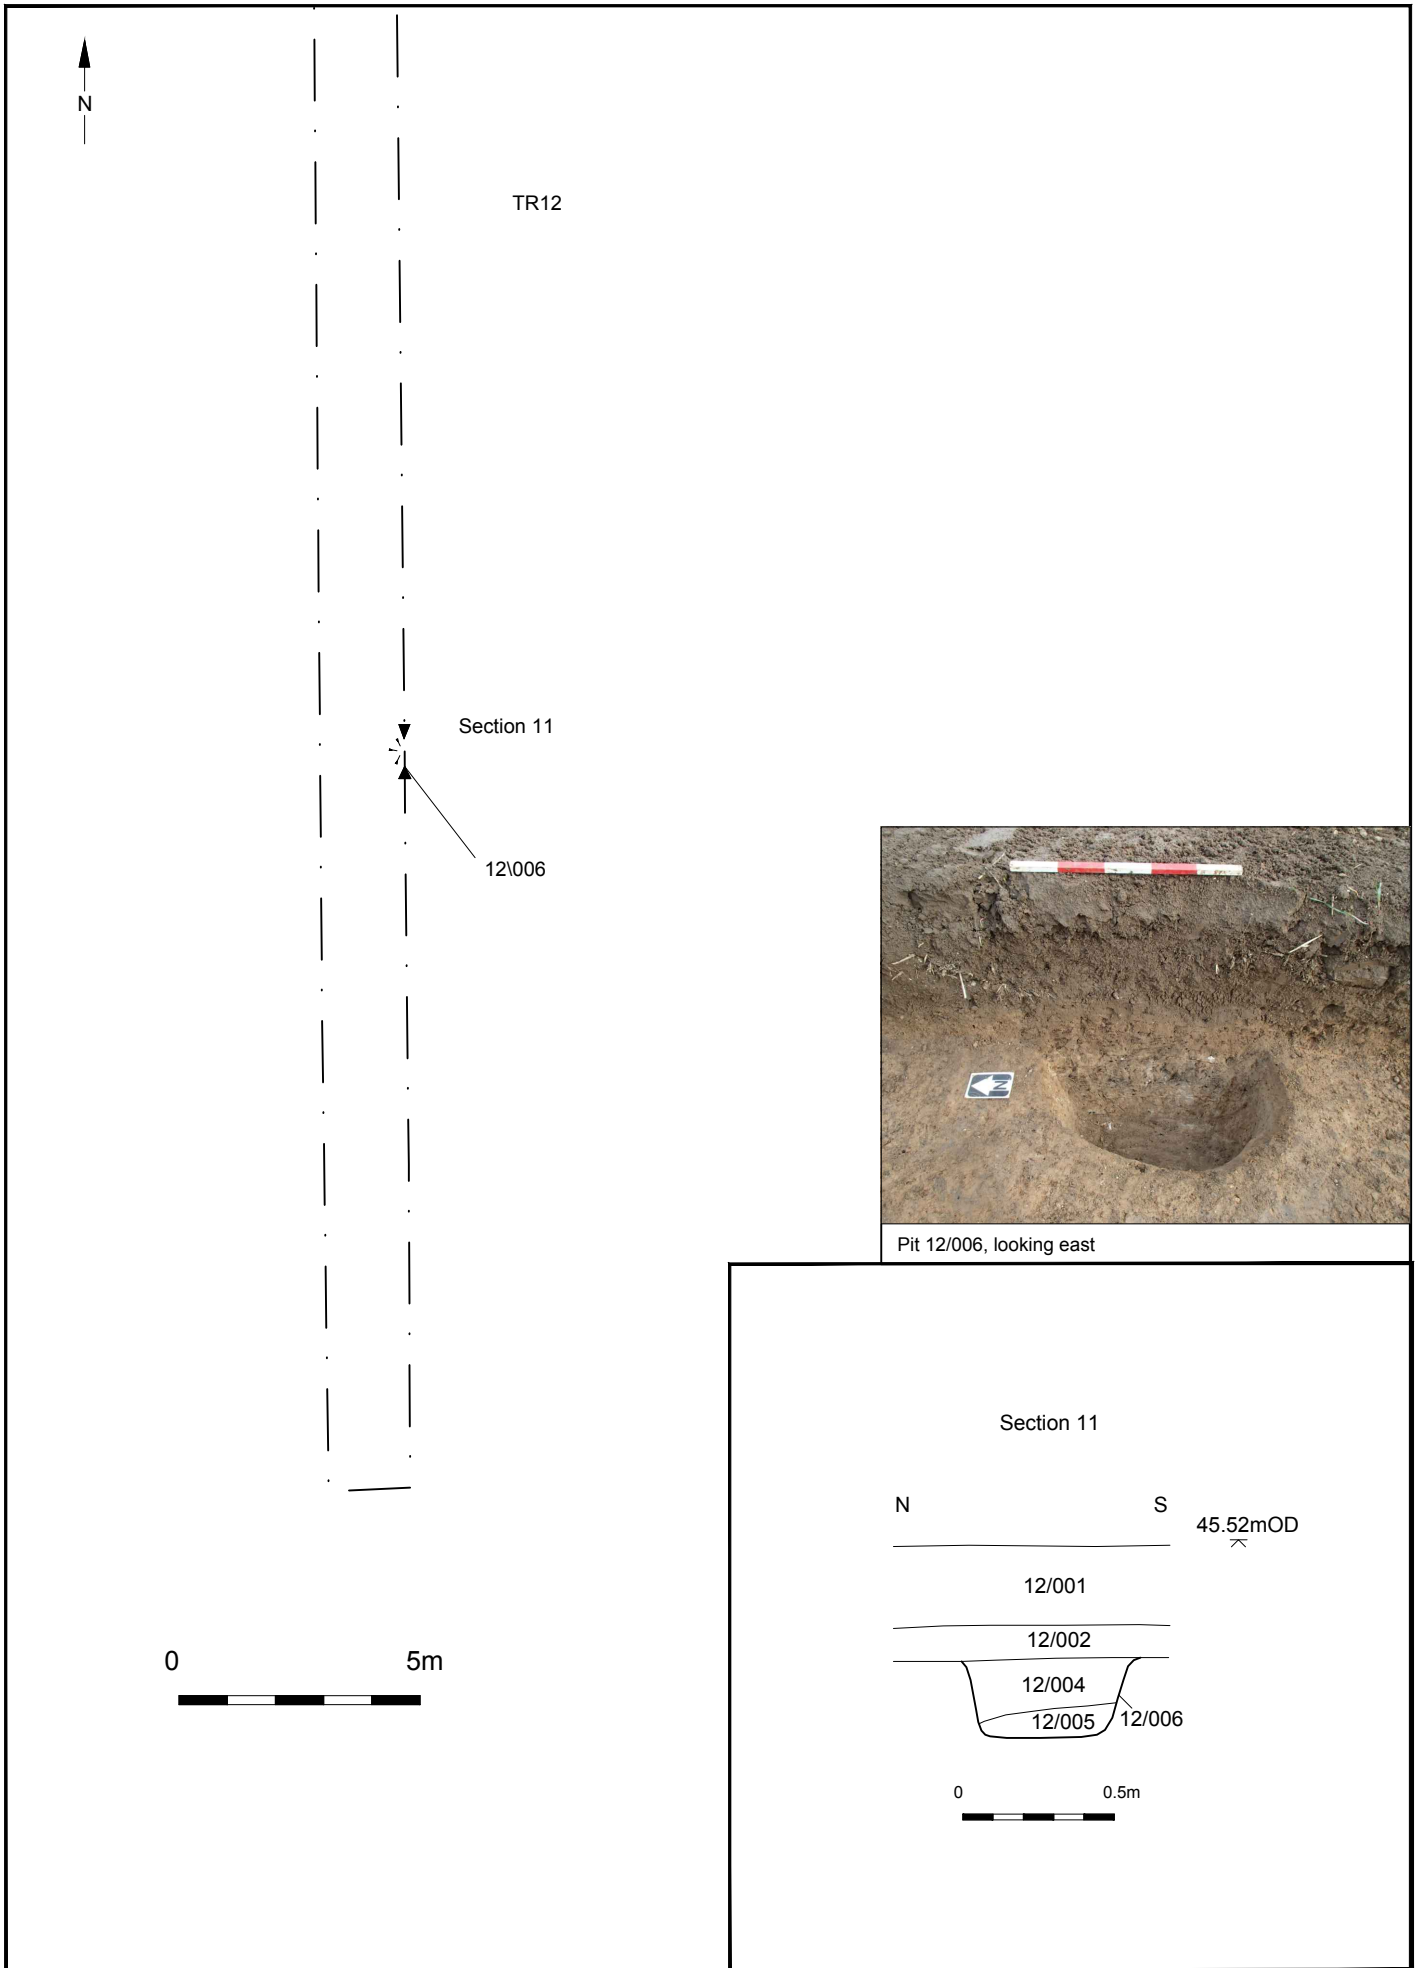 N
TR12
Section 11
12\006
0 5m
N
Pit 12/006, looking east
Section 11
N S
45.52mOD
12/001
12/002
12/004
12/005 12/006
0 0.5m